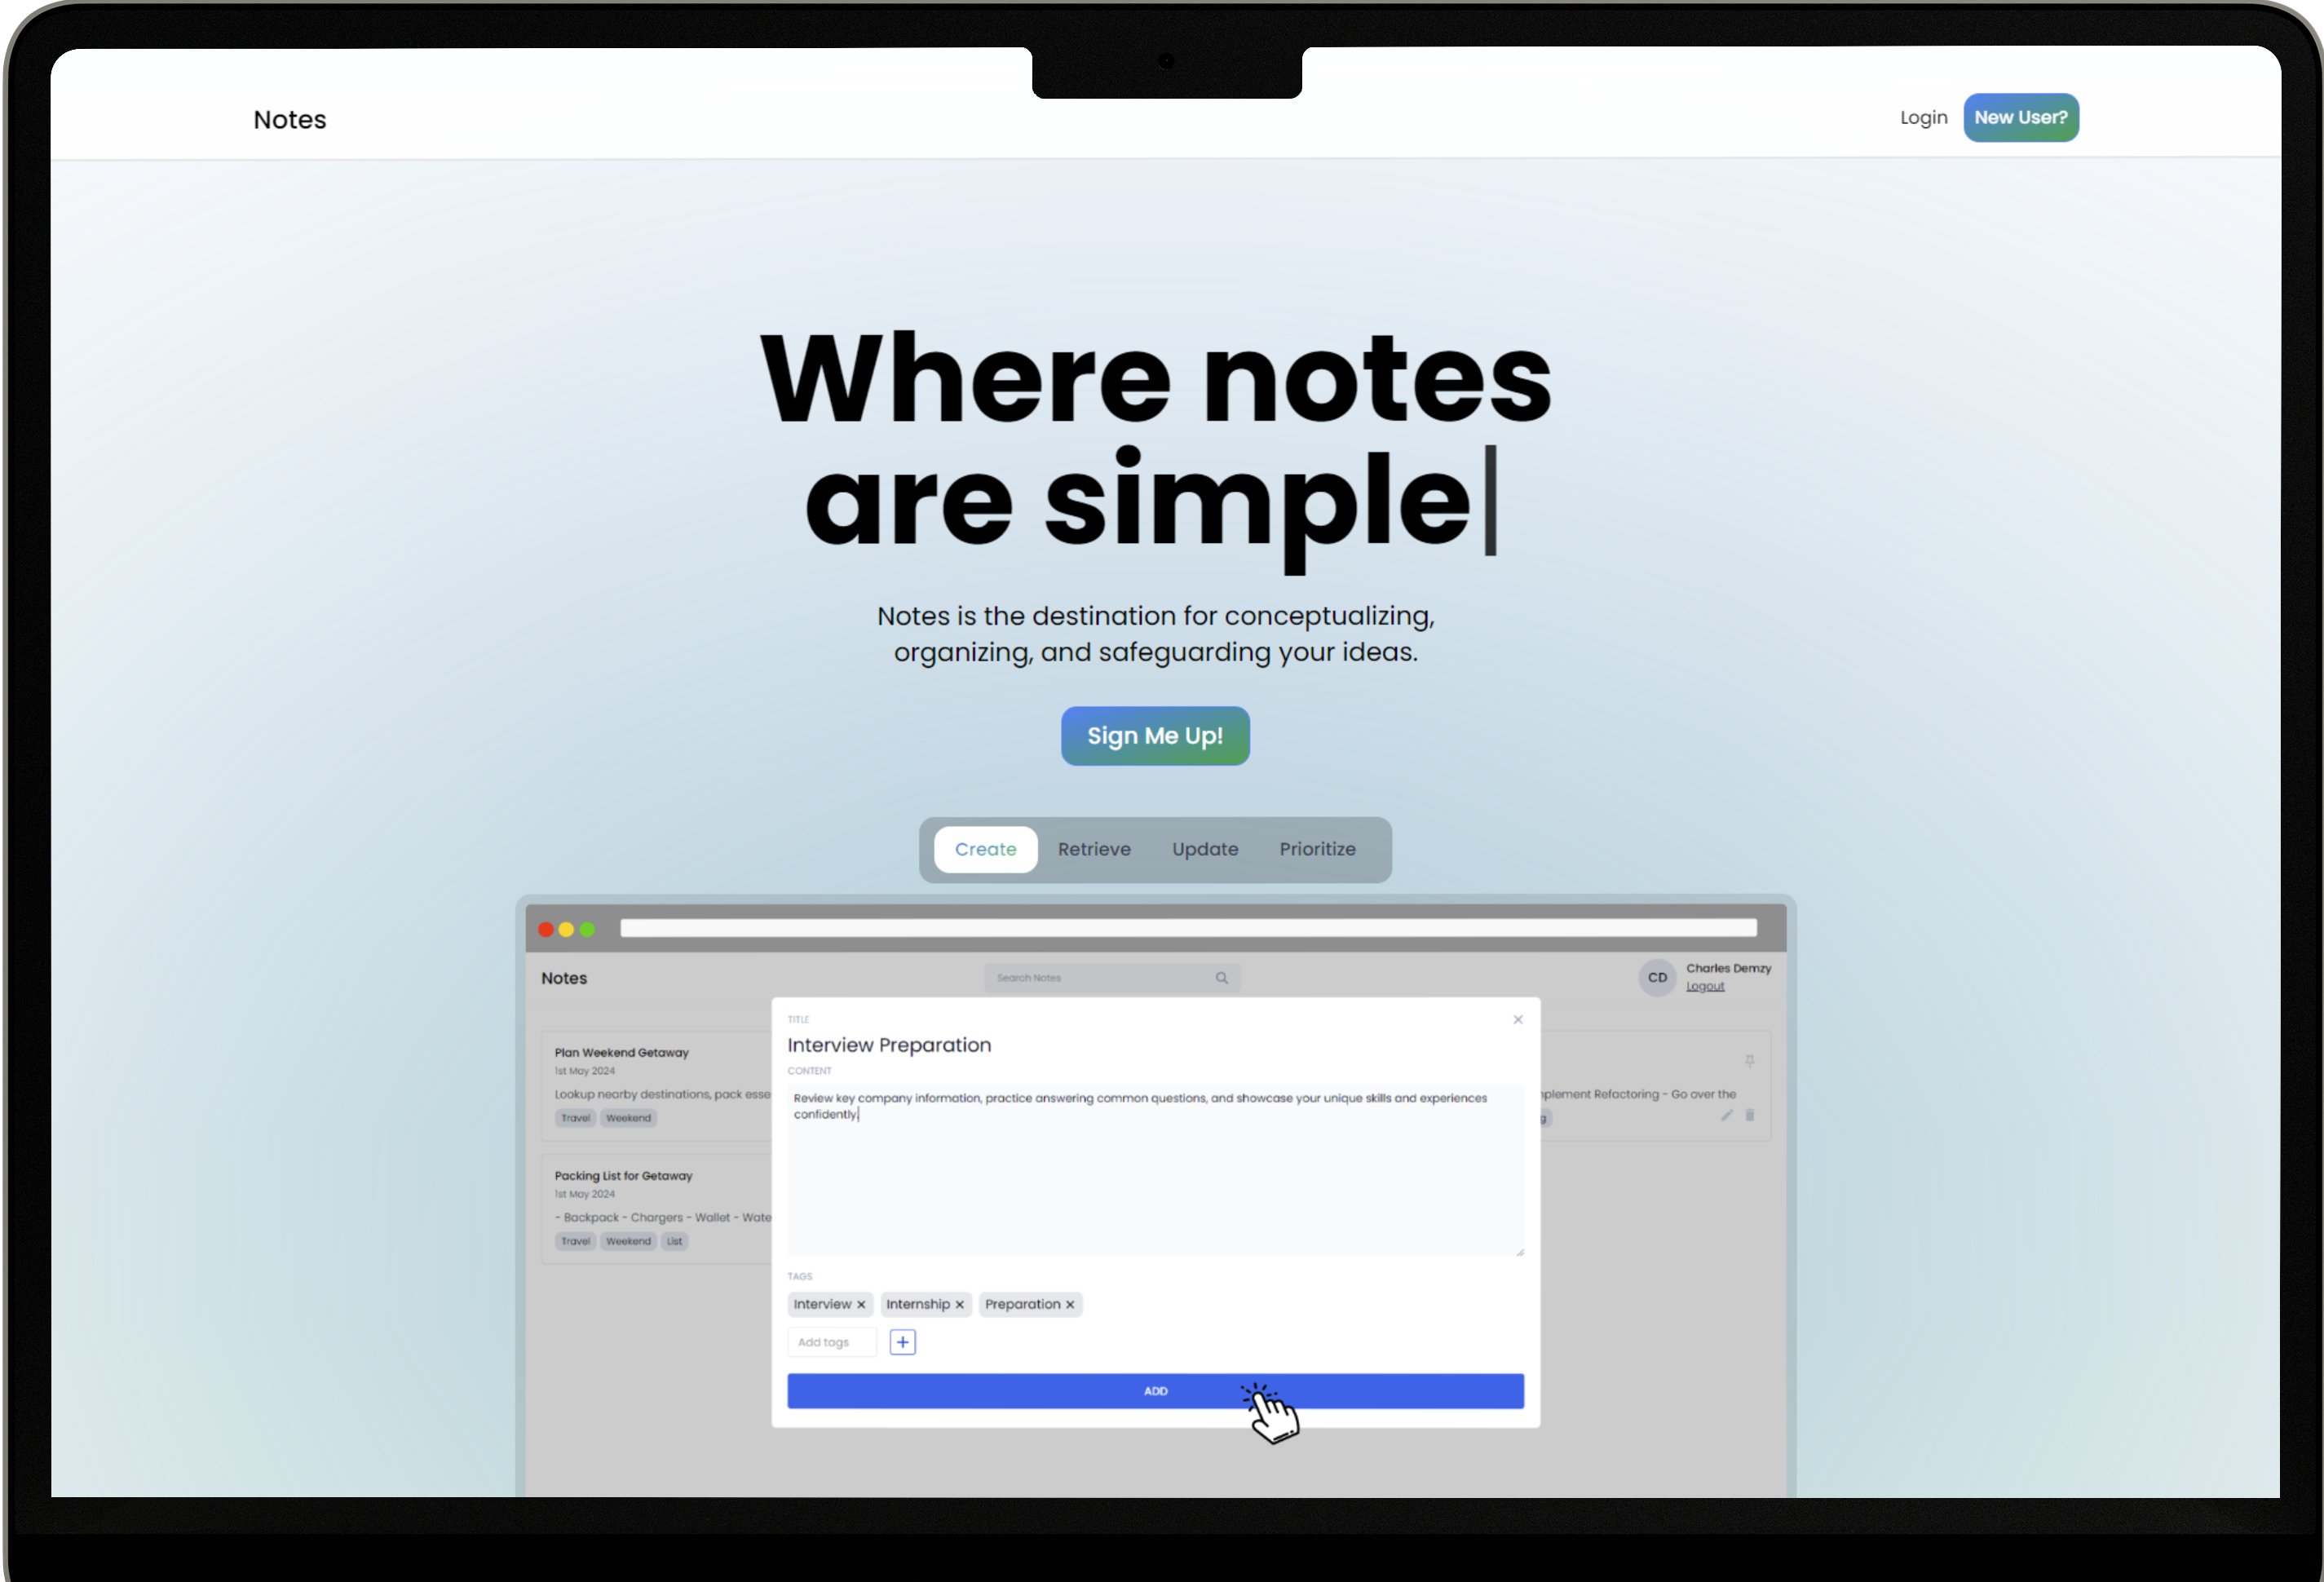 Notes
Login
New User?
Where notes
are simple
Notes is the destination for conceptualizing,
organizing, and safeguarding your ideas.
Sign Me Up!
Create
Retrieve
Update
Prioritize
Notes
Search Notes
CD
Charles Demzy
Logout
Plan Weekend Getaway
1st May 2024
Lookup nearby destinations, pack esse
Travel
Weekend
Packing List for Getaway
1st May 2024
- Backpack - Chargers - Wallet - Wate
Travel
Weekend
List
TITLE
Interview Preparation
CONTENT
Review key company information, practice answering common questions, and showcase your unique skills and experiences
confidently.
TAGS
Interview ×
Internship ×
Preparation ×
Add tags
+
ADD
plement Refactoring - Go over the
g